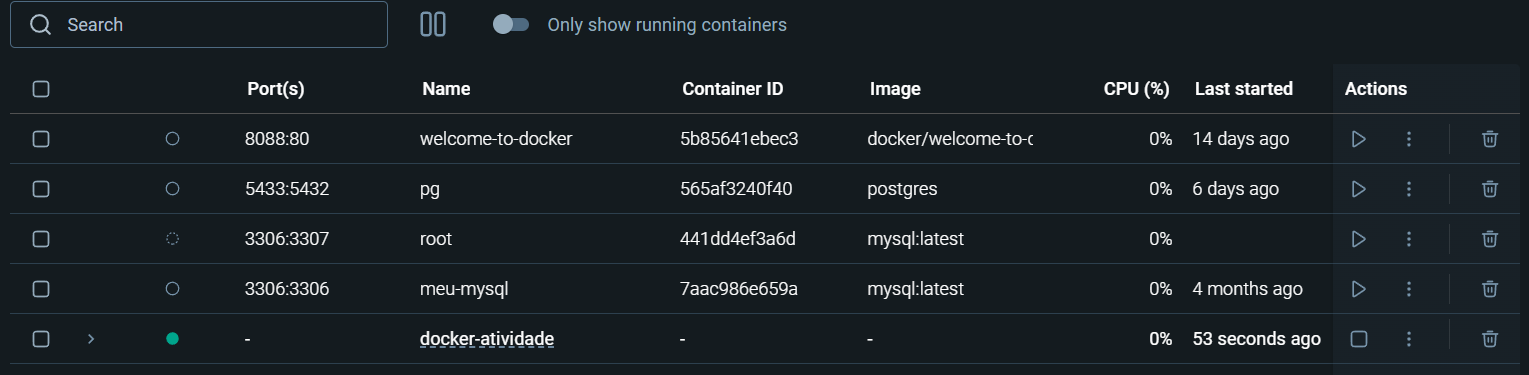 Search Only show running containers
Port(s) Name Container ID Image CPU (%) Last started Actions
8088:80 welcome-to-docker 5b85641ebec3 docker/welcome-to-c 0% 14 days ago
5433:5432 pg 565af3240f40 postgres 0% 6 days ago
3306:3307 root 441dd4ef3a6d mysql:latest 0%
3306:3306 meu-mysql 7aac986e659a mysql:latest 0% 4 months ago
- docker-atividade - - 0% 53 seconds ago